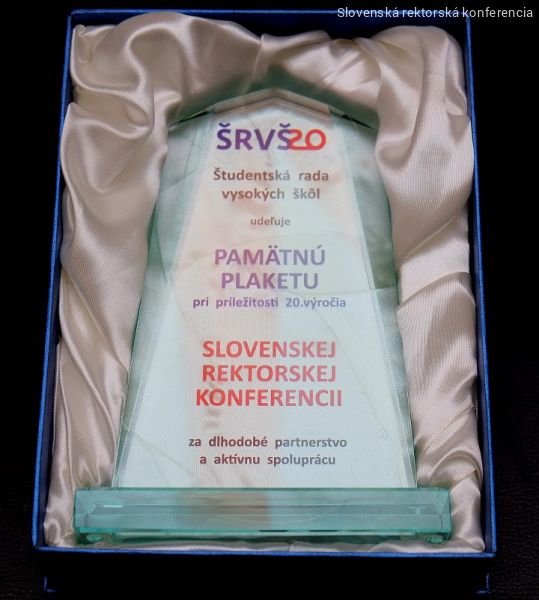 Slovenská rektorská konferencia
ŠRVŠ20
Študentská rada
vysokých škôl
udeľuje
PAMÄTNÚ
PLAKETU
pri príležitosti 20.výročia
SLOVENSKEJ
REKTORSKEJ
KONFERENCII
za dlhodobé partnerstvo
a aktívnu spoluprácu